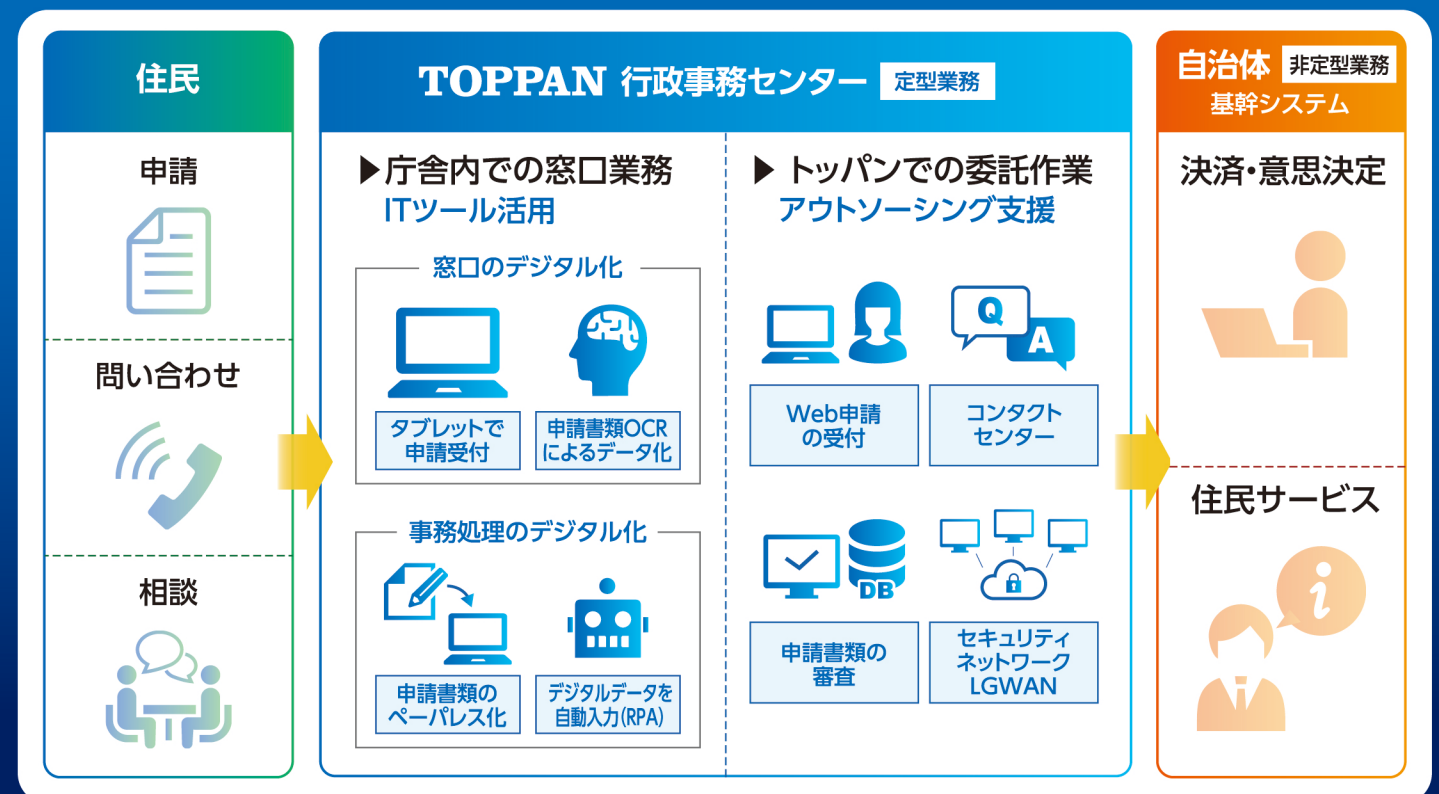 住民
申請
問い合わせ
相談
TOPPAN 行政事務センター 定型業務
▶庁舎内での窓口業務
ITツール活用
窓口のデジタル化
タブレットで
申請受付
申請書類OCR
によるデータ化
事務処理のデジタル化
申請書類の
ペーパレス化
デジタルデータを
自動入力(RPA)
▶ トッパンでの委託作業
アウトソーシング支援
Web申請
の受付
Q
A
コンタクト
センター
DB
申請書類の
審査
セキュリティ
ネットワーク
LGWAN
自治体 非定型業務
基幹システム
決済・意思決定
住民サービス
i